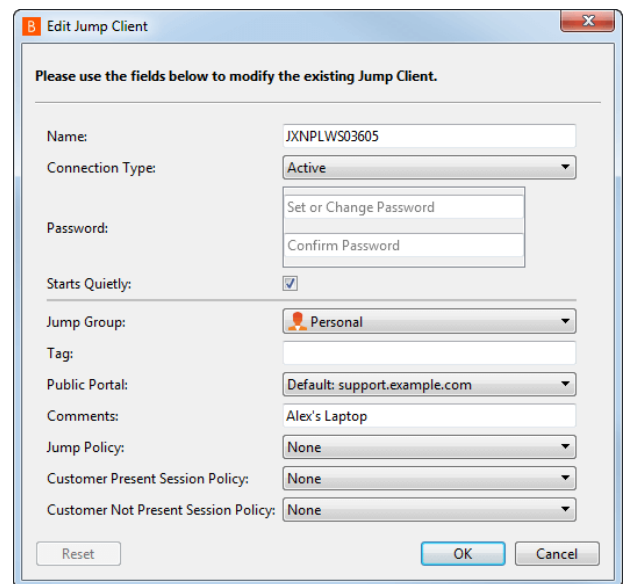 B Edit Jump Client
Please use the fields below to modify the existing Jump Client.
Name: JXNPLWS03605
Connection Type: Active
Set or Change Password
Password:
Confirm Password
Starts Quietly:
Jump Group: Personal
Tag:
Public Portal: Default: support.example.com
Comments: Alex's Laptop
Jump Policy: None
Customer Present Session Policy: None
Customer Not Present Session Policy: None
Reset OK Cancel